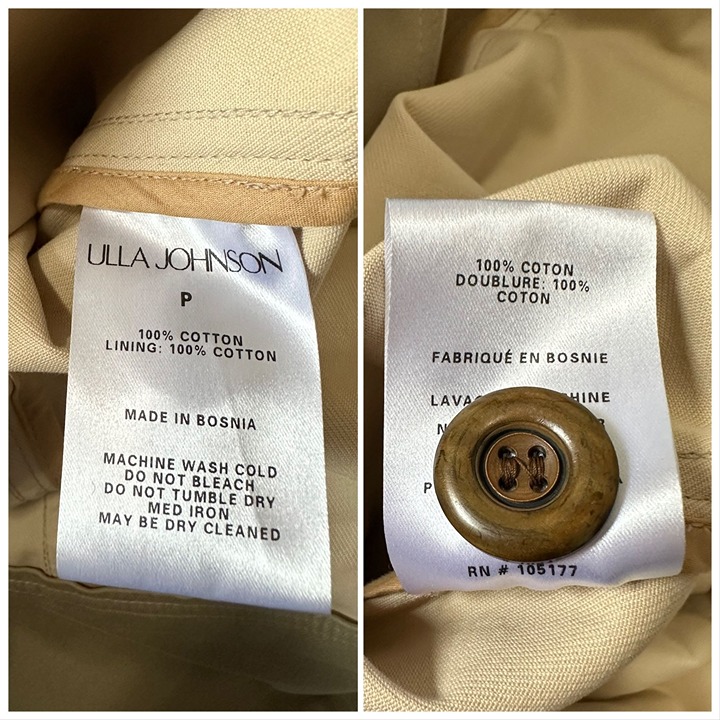 ULLA JOHNSON
P
100% COTTON
LINING: 100% COTTON
MADE IN BOSNIA
MACHINE WASH COLD
DO NOT BLEACH
DO NOT TUMBLE DRY
MED IRON
MAY BE DRY CLEANED
100% COTON
DOUBLURE: 100%
COTON
FABRIQUÉ EN BOSNIE
RN # 105177